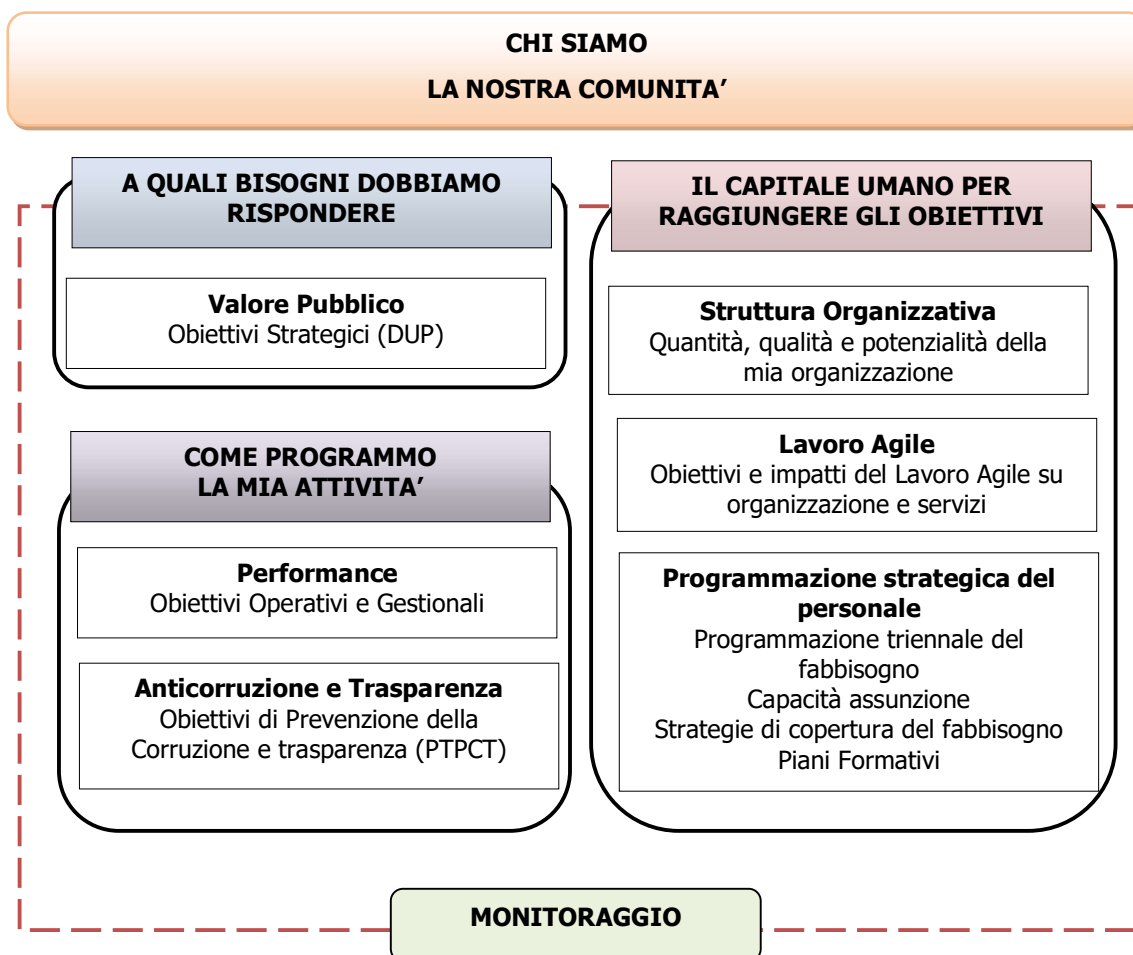 CHI SIAMO
LA NOSTRA COMUNITA’
A QUALI BISOGNI DOBBIAMO
RISPONDERE
Valore Pubblico
Obiettivi Strategici (DUP)
COME PROGRAMMO
LA MIA ATTIVITA’
Performance
Obiettivi Operativi e Gestionali
Anticorruzione e Trasparenza
Obiettivi di Prevenzione della
Corruzione e trasparenza (PTPCT)
IL CAPITALE UMANO PER
RAGGIUNGERE GLI OBIETTIVI
Struttura Organizzativa
Quantità, qualità e potenzialità della
mia organizzazione
Lavoro Agile
Obiettivi e impatti del Lavoro Agile su
organizzazione e servizi
Programmazione strategica del
personale
Programmazione triennale del
fabbisogno
Capacità assunzione
Strategie di copertura del fabbisogno
Piani Formativi
MONITORAGGIO